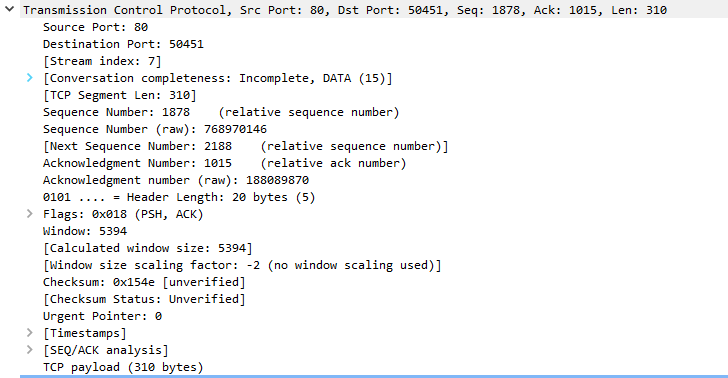 Transmission Control Protocol, Src Port: 80, Dst Port: 50451, Seq: 1878, Ack: 1015, Len: 310
Source Port: 80
Destination Port: 50451
[Stream index: 7]
[Conversation completeness: Incomplete, DATA (15)]
[TCP Segment Len: 310]
Sequence Number: 1878    (relative sequence number)
Sequence Number (raw): 768970146
[Next Sequence Number: 2188    (relative sequence number)]
Acknowledgment Number: 1015    (relative ack number)
Acknowledgment number (raw): 188089870
0101 .... = Header Length: 20 bytes (5)
Flags: 0x018 (PSH, ACK)
Window: 5394
[Calculated window size: 5394]
[Window size scaling factor: -2 (no window scaling used)]
Checksum: 0x154e [unverified]
[Checksum Status: Unverified]
Urgent Pointer: 0
[Timestamps]
[SEQ/ACK analysis]
TCP payload (310 bytes)